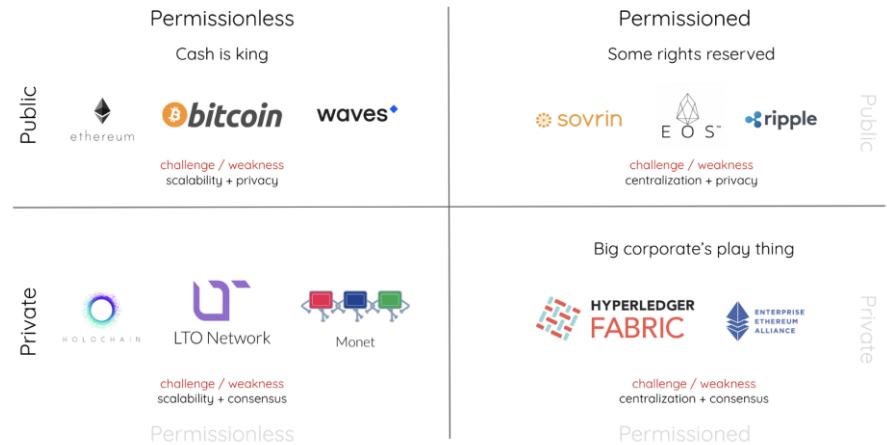 Permissionless
Permissioned
Cash is king
Some rights reserved
Public
ethereum
bitcoin
waves
sovrin
EOS™
ripple
Public
challenge / weakness
scalability + privacy
challenge / weakness
centralization + privacy
Big corporate's play thing
Private
HOLOCHAIN
LTO Network
Monet
HYPERLEDGER
FABRIC
ENTERPRISE
ETHEREUM
ALLIANCE
Private
challenge / weakness
scalability + consensus
challenge / weakness
centralization + consensus
Permissionless
Permissioned